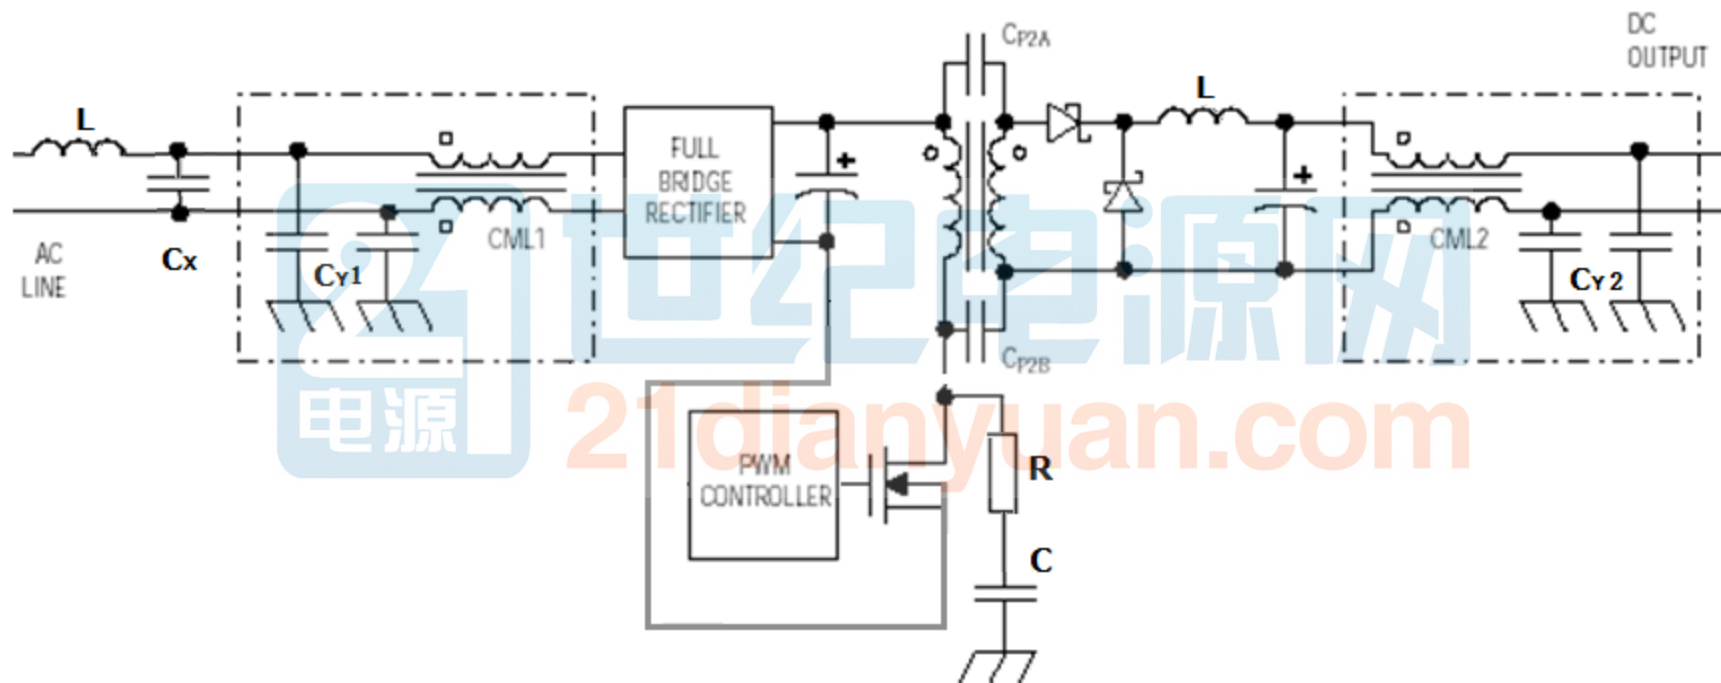 CP2A
DC
OUTPUT
L
L
FULL
BRIDGE
RECTIFIER
+
+
AC
LINE
CX
CY1
CML1
CML2
CY2
CP2B
世纪电源网
电源
21dianyuan.com
PWM
CONTROLLER
R
C